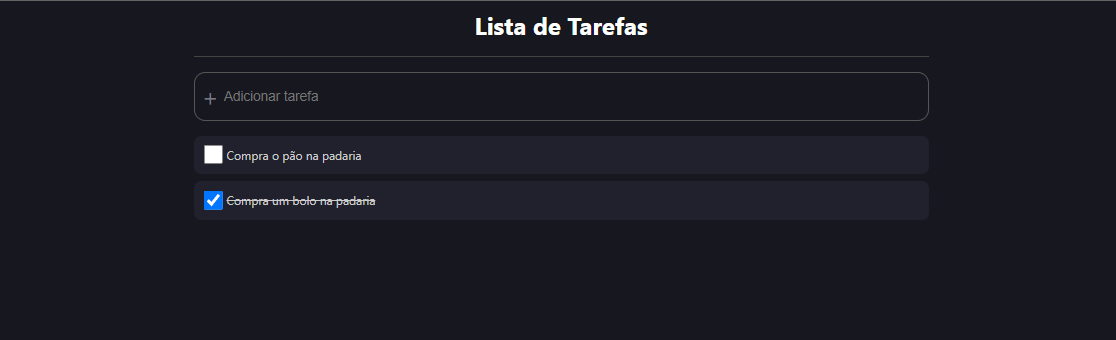 Lista de Tarefas
+ Adicionar tarefa
Compra o pão na padaria
Compra um bolo na padaria